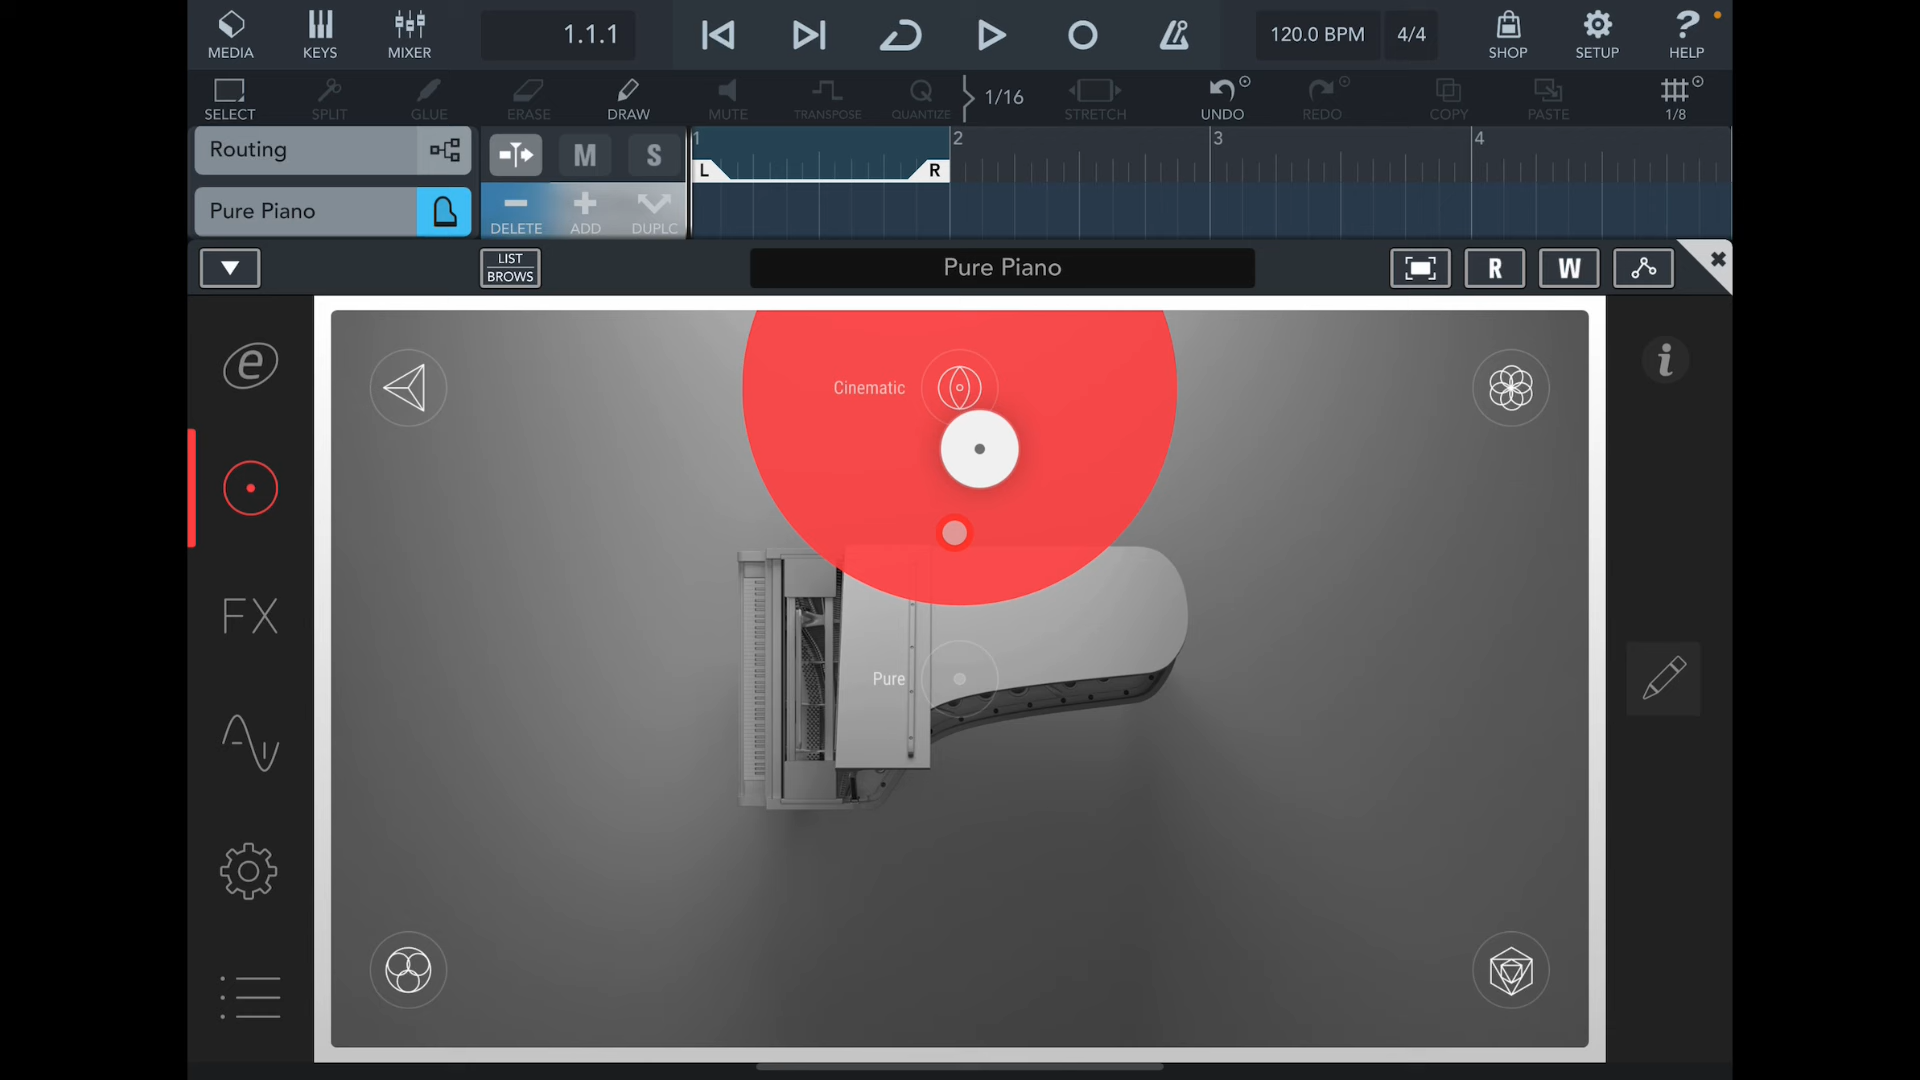 MEDIA
KEYS
MIXER
1.1.1
120.0 BPM
4/4
SHOP
SETUP
HELP
SELECT
SPLIT
GLUE
ERASE
DRAW
MUTE
TRANSPOSE
QUANTIZE
1/16
STRETCH
UNDO
REDO
COPY
PASTE
1/8
Routing
M
S
1
2
3
4
L
R
Pure Piano
DELETE
ADD
DUPLC
LIST
BROWS
Pure Piano
R
W
e
i
Cinematic
FX
Pure